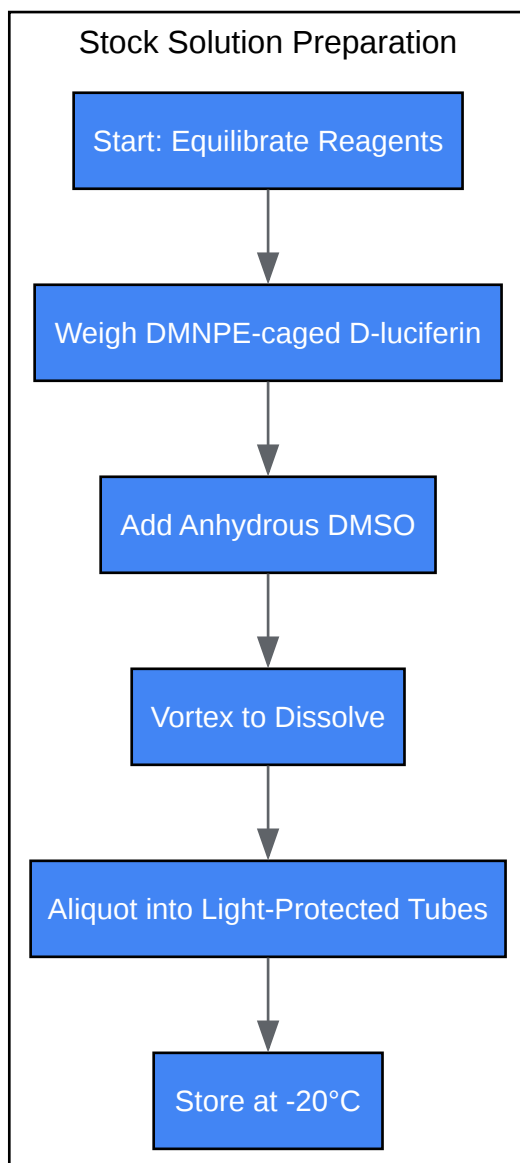 Stock Solution Preparation
Start: Equilibrate Reagents
Weigh DMNPE-caged D-luciferin
Add Anhydrous DMSO
Vortex to Dissolve
Aliquot into Light-Protected Tubes
Store at -20°C